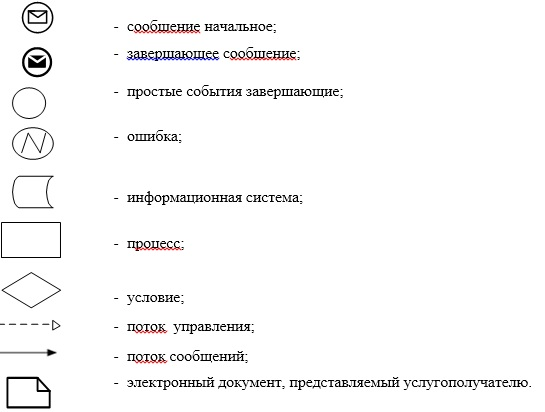 - сообщение начальное;
- завершающее сообщение;
- простые события завершающие;
- ошибка;
- информационная система;
- процесс;
- условие;
- поток управления;
- поток сообщений;
- электронный документ, представляемый услугополучателю.